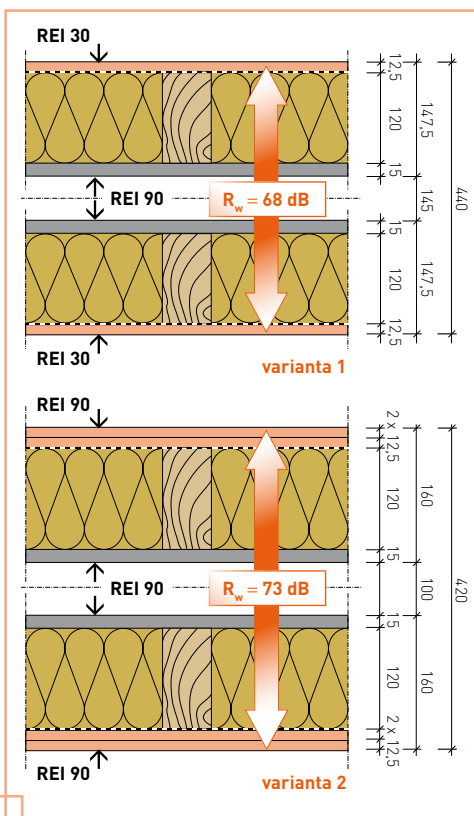 REI 30
12,5
120
147,5
15
REI 90
R_w = 68 dB
145
440
15
120
147,5
12,5
REI 30
varianta 1
REI 90
2 x 12,5
120
160
15
REI 90
R_w = 73 dB
100
420
15
120
160
2 x 12,5
REI 90
varianta 2